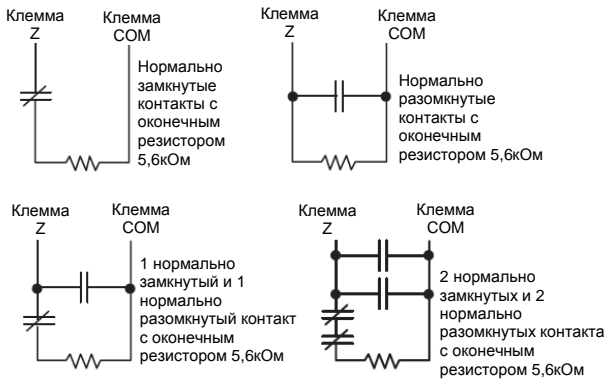 Клемма
Z
Клемма
COM
Нормально
замкнутые
контакты с
оконечным
резистором
5,6кОм
Клемма
Z
Клемма
COM
Нормально
разомкнутые
контакты с
оконечным
резистором 5,6кОм
Клемма
Z
Клемма
COM
1 нормально
замкнутый и 1
нормально
разомкнутый контакт
с оконечным
резистором 5,6кОм
Клемма
Z
Клемма
COM
2 нормально
замкнутых и 2
нормально
разомкнутых контакта
с оконечным
резистором 5,6кОм